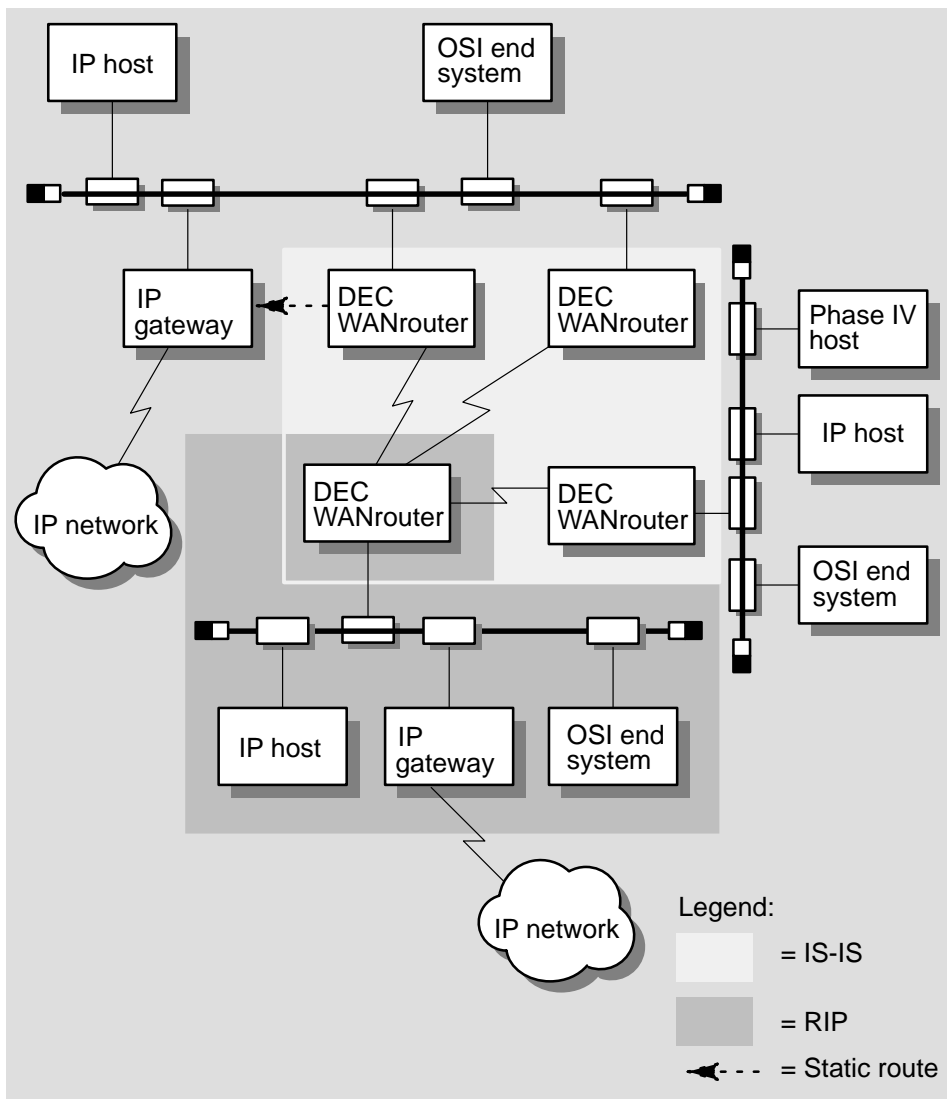 IP host
OSI end
system
IP
gateway
DEC
WANrouter
DEC
WANrouter
Phase IV
host
IP host
IP network
DEC
WANrouter
DEC
WANrouter
OSI end
system
IP host
IP
gateway
OSI end
system
IP network
Legend:
= IS-IS
= RIP
= Static route